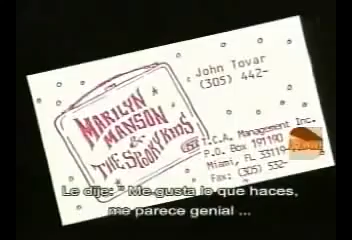 MARILYN
MANSON
&
THE SPOOKY KIDS
John Tovar
(305) 442-
T.C.A. Management Inc.
P.O. Box 191190
Miami, FL 33119-
Fax: (305) 532-
Le dije: " Me gusta lo que haces,
me parece genial ...